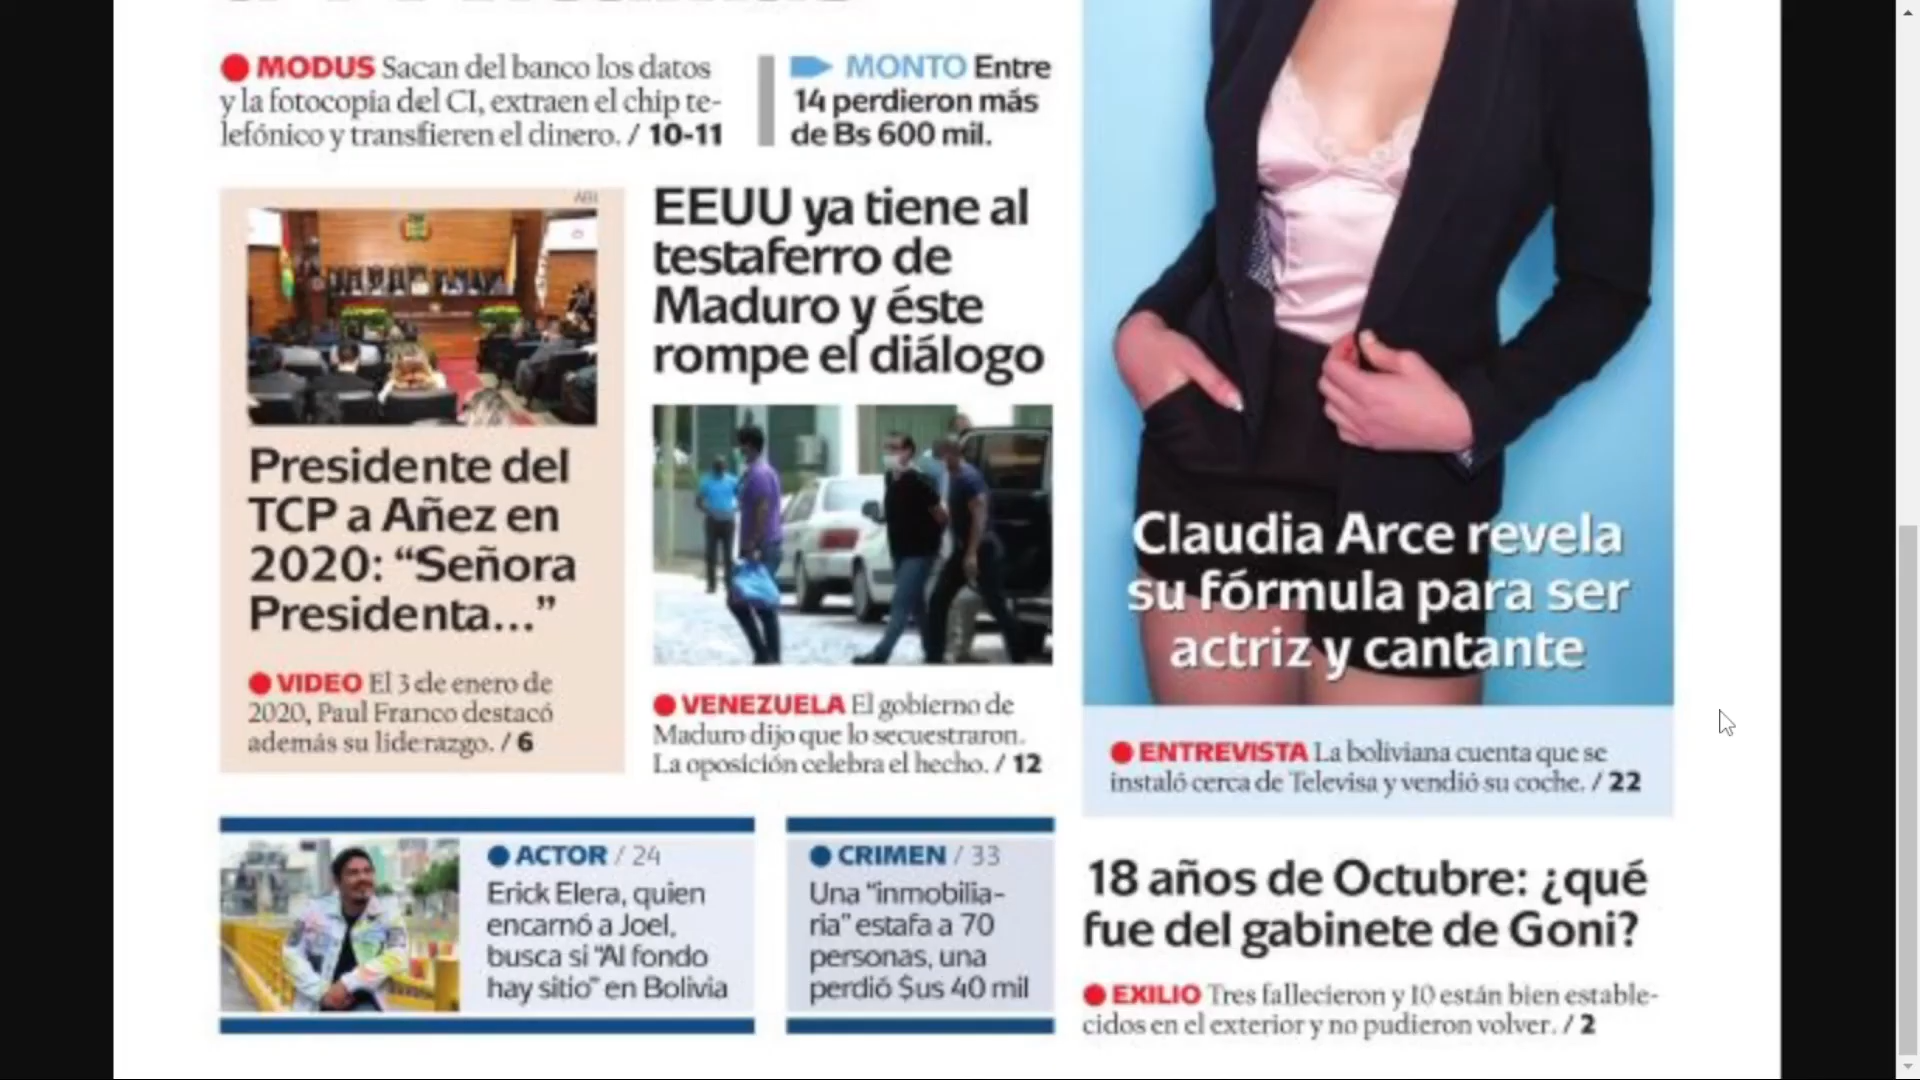 ● MODUS Sacan del banco los datos
y la fotocopia del CI, extraen el chip te-
lefónico y transfieren el dinero. / 10-11
MONTO Entre
14 perdieron más
de Bs 600 mil.
ABI
Presidente del
TCP a Añez en
2020: “Señora
Presidenta...”
● VIDEO El 3 de enero de
2020, Paul Franco destacó
además su liderazgo. / 6
EEUU ya tiene al
testaferro de
Maduro y éste
rompe el diálogo
● VENEZUELA El gobierno de
Maduro dijo que lo secuestraron.
La oposición celebra el hecho. / 12
Claudia Arce revela
su fórmula para ser
actriz y cantante
● ENTREVISTA La boliviana cuenta que se
instaló cerca de Televisa y vendió su coche. / 22
● ACTOR / 24
Erick Elera, quien
encarnó a Joel,
busca si “Al fondo
hay sitio” en Bolivia
● CRIMEN / 33
Una “inmobilia-
ria” estafa a 70
personas, una
perdió $us 40 mil
18 años de Octubre: ¿qué
fue del gabinete de Goni?
● EXILIO Tres fallecieron y 10 están bien estable-
cidos en el exterior y no pudieron volver. / 2